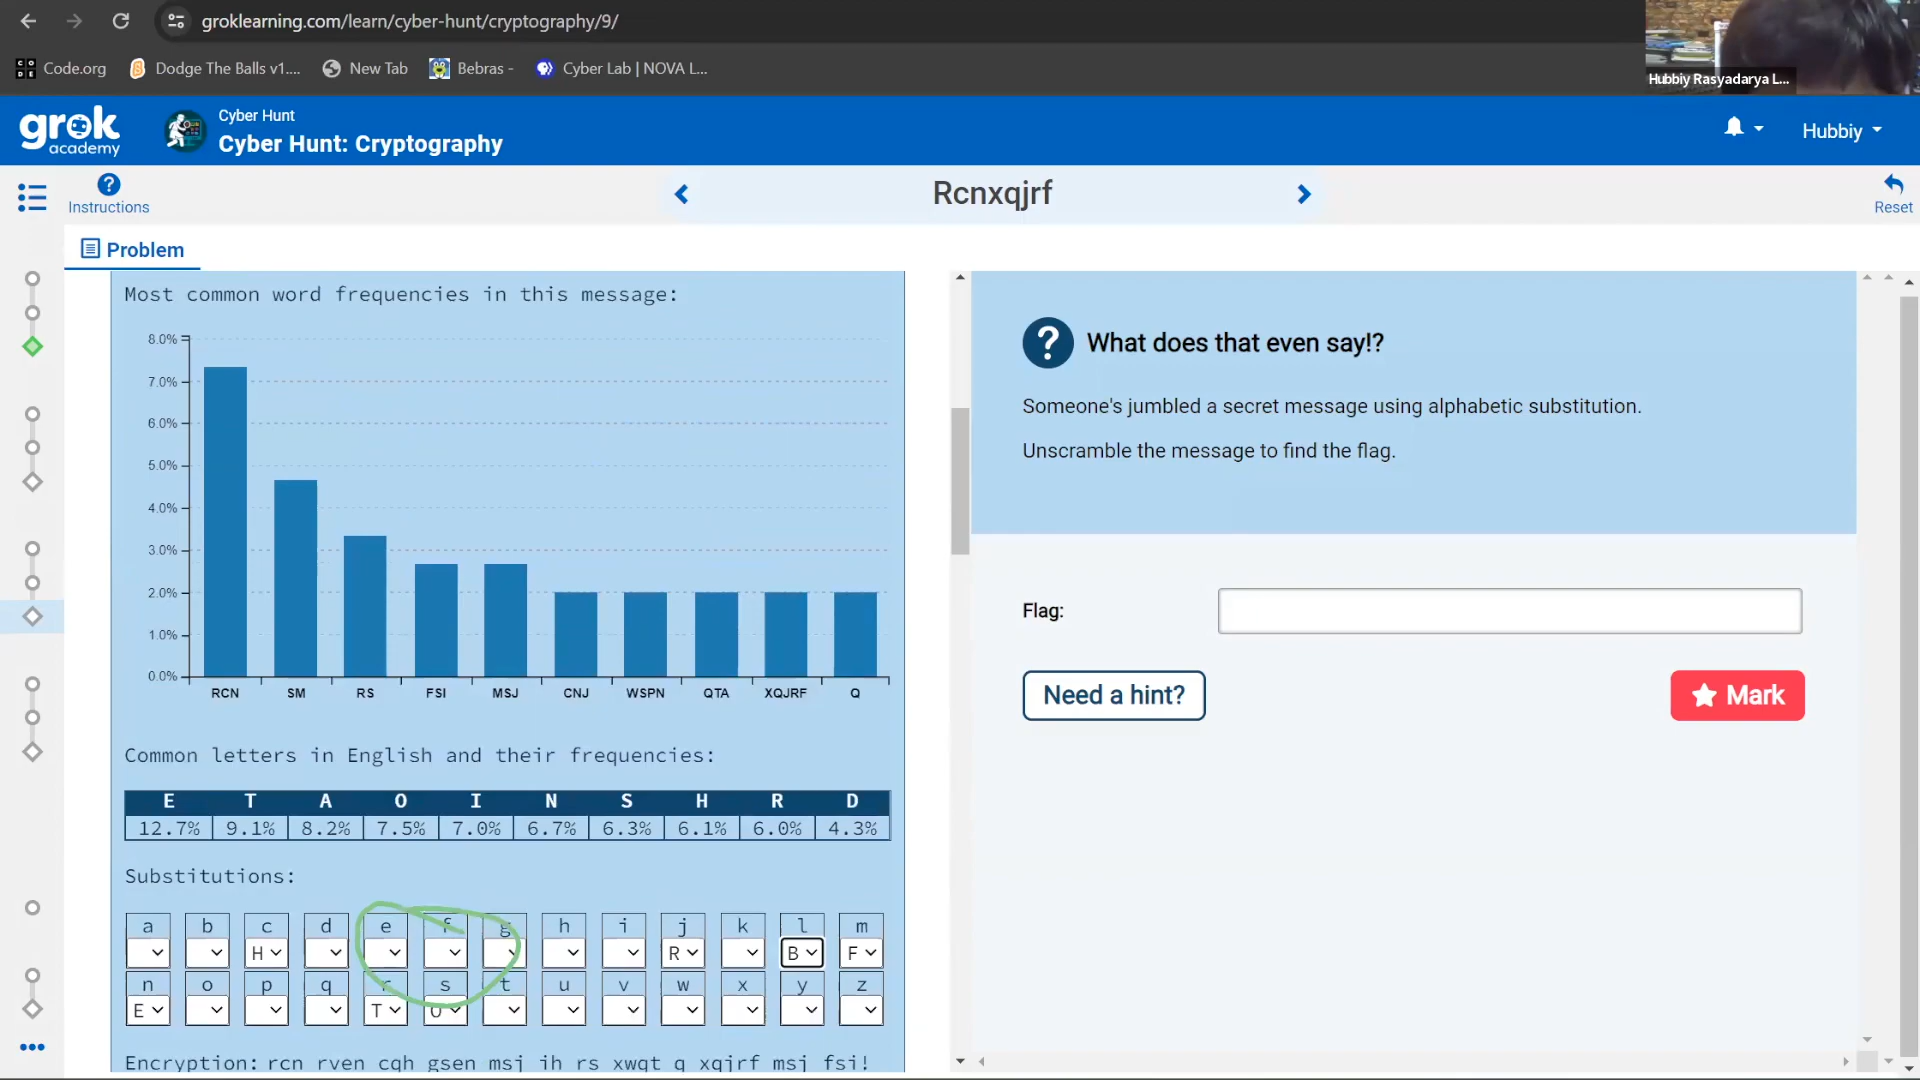 groklearning.com/learn/cyber-hunt/cryptography/9/
Code.org
Dodge The Balls v1....
New Tab
Bebras -
Cyber Lab | NOVA L...
Hubbiy Rasyadarya L...
grok
academy
Cyber Hunt
Cyber Hunt: Cryptography
Hubbiy
Instructions
Rcnxqjrf
Reset
Problem
Most common word frequencies in this message:
8.0%
7.0%
6.0%
5.0%
4.0%
3.0%
2.0%
1.0%
0.0%
RCN SM RS FSI MSJ CNJ WSPN QTA XQJRF Q
Common letters in English and their frequencies:
E T A O I N S H R D
12.7% 9.1% 8.2% 7.5% 7.0% 6.7% 6.3% 6.1% 6.0% 4.3%
Substitutions:
a b c d e f g h i j k l m
H R B F
n o p q r s t u v w x y z
E T O
Encryption: rcn rven cqh gsen msj ih rs xwqt q xqjrf msj fsi!
What does that even say!?
Someone's jumbled a secret message using alphabetic substitution.
Unscramble the message to find the flag.
Flag:
Need a hint?
Mark